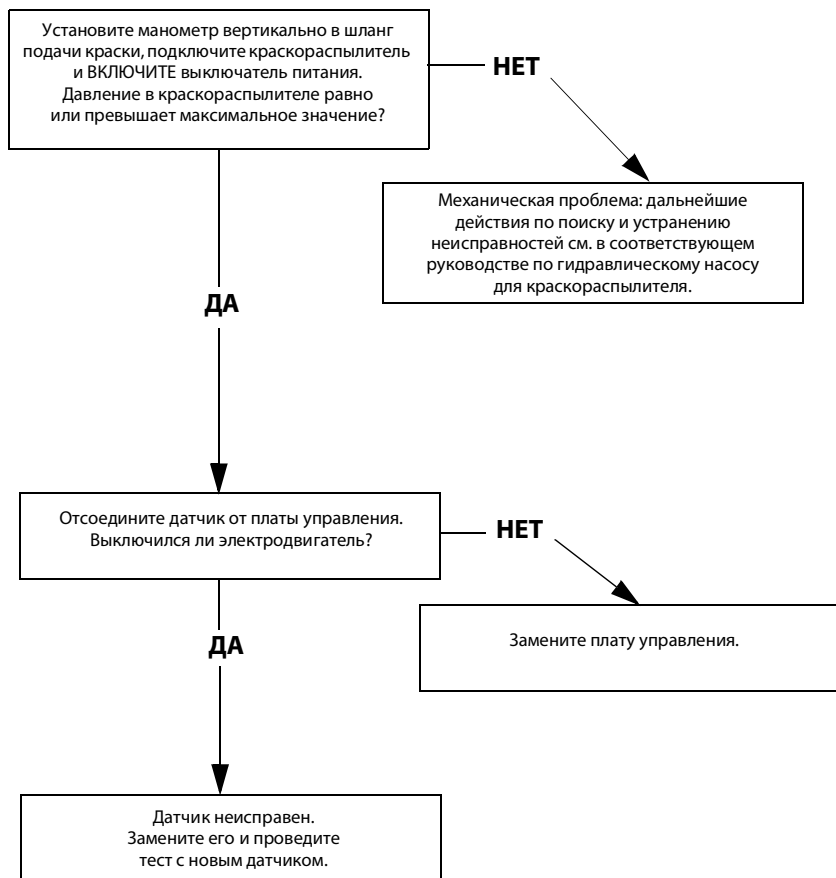 Установите манометр вертикально в шланг
подачи краски, подключите краскораспылитель
и ВКЛЮЧИТЕ выключатель питания.
Давление в краскораспылителе равно
или превышает максимальное значение?
НЕТ
Механическая проблема: дальнейшие
действия по поиску и устранению
неисправностей см. в соответствующем
руководстве по гидравлическому насосу
для краскораспылителя.
ДА
Отсоедините датчик от платы управления.
Выключился ли электродвигатель?
НЕТ
Замените плату управления.
ДА
Датчик неисправен.
Замените его и проведите
тест с новым датчиком.